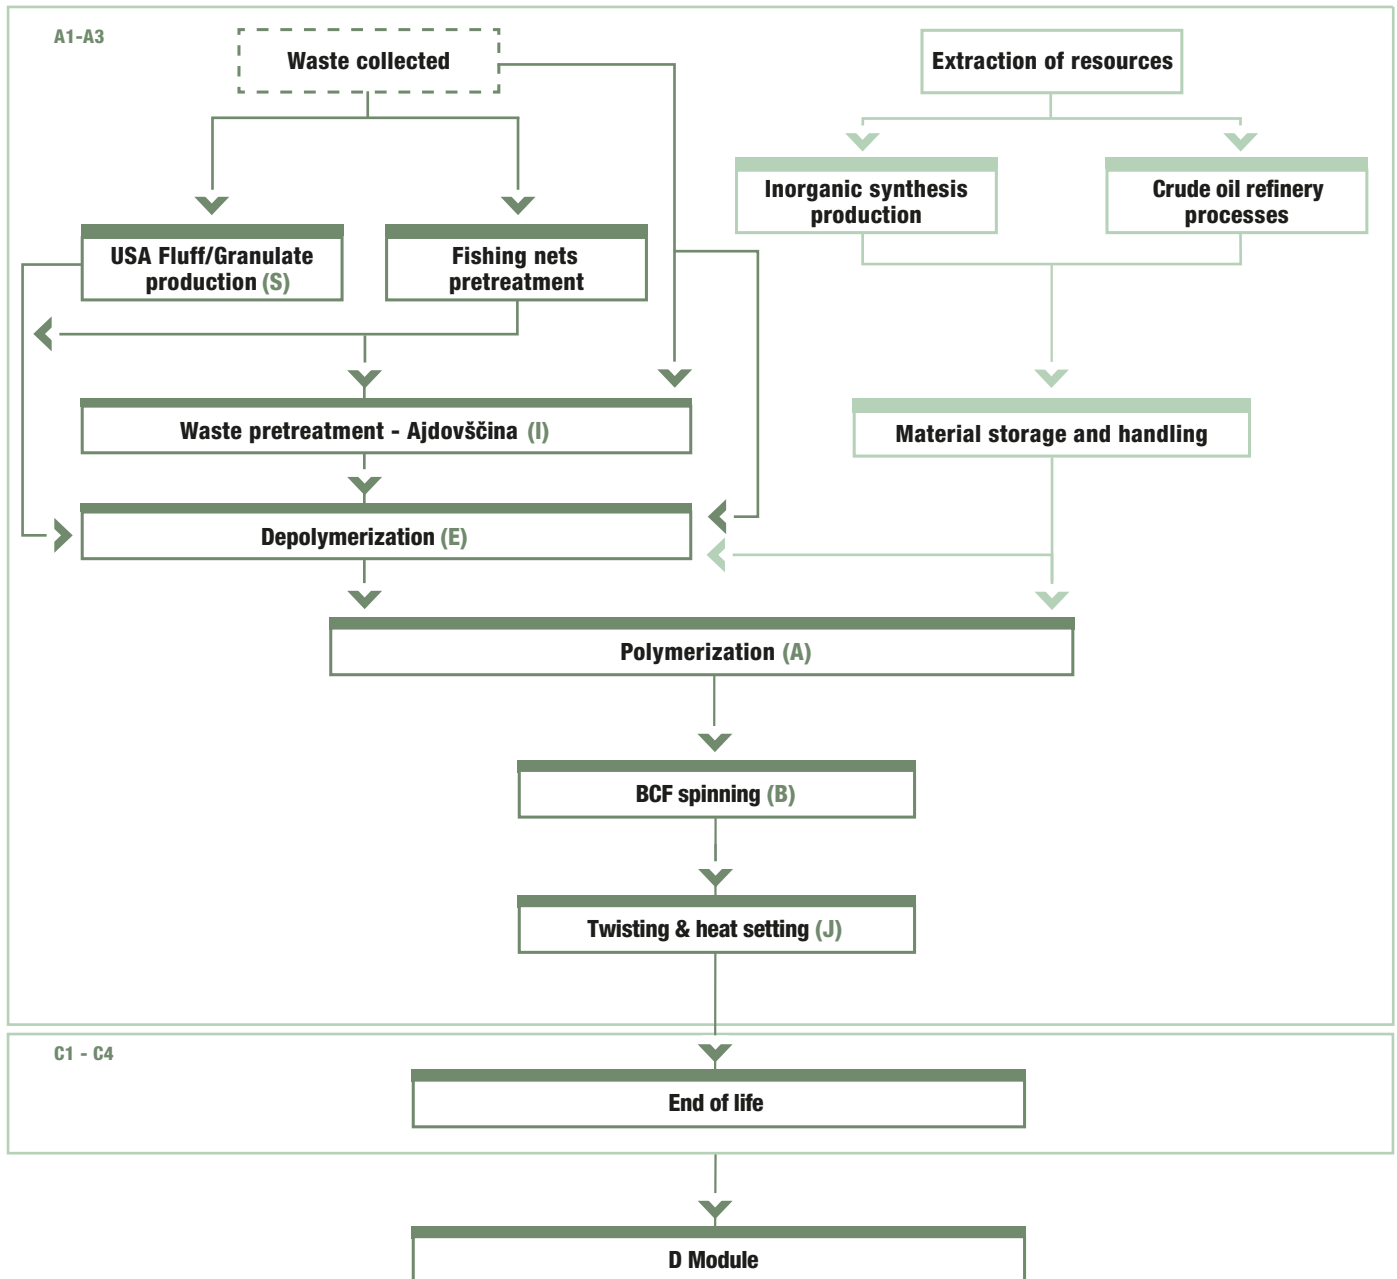 A1-A3
Waste collected
Extraction of resources
Inorganic synthesis
production
Crude oil refinery
processes
USA Fluff/Granulate
production (S)
Fishing nets
pretreatment
Waste pretreatment - Ajdovščina (I)
Material storage and handling
Depolymerization (E)
Polymerization (A)
BCF spinning (B)
Twisting & heat setting (J)
C1 - C4
End of life
D Module